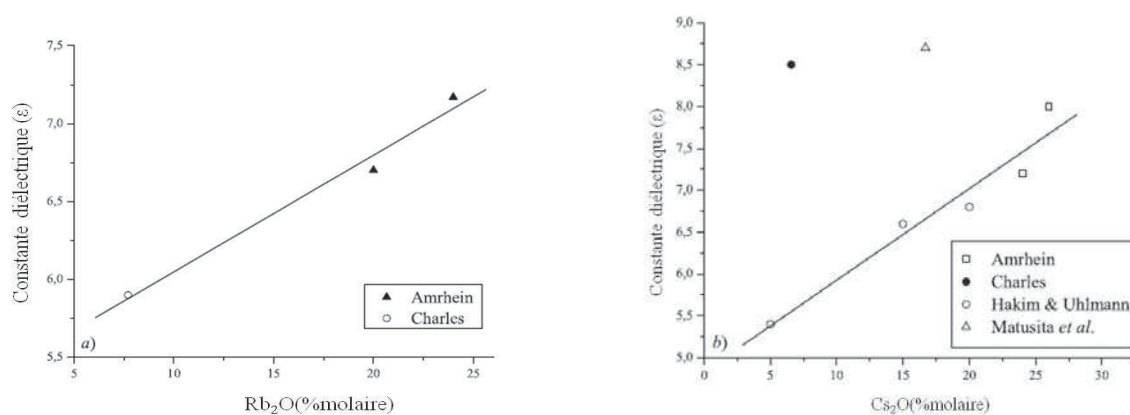 Constante diélectrique (ε)
7,5
7,0
6,5
6,0
5,5
a)
▲ Amrhein
○ Charles
5
10
15
20
25
Rb₂O(%molaire)
Constante diélectrique (ε)
9,0
8,5
8,0
7,5
7,0
6,5
6,0
5,5
5,0
b)
□ Amrhein
● Charles
○ Hakim & Uhlmann
△ Matusita et al.
0
5
10
15
20
25
30
Cs₂O(%molaire)